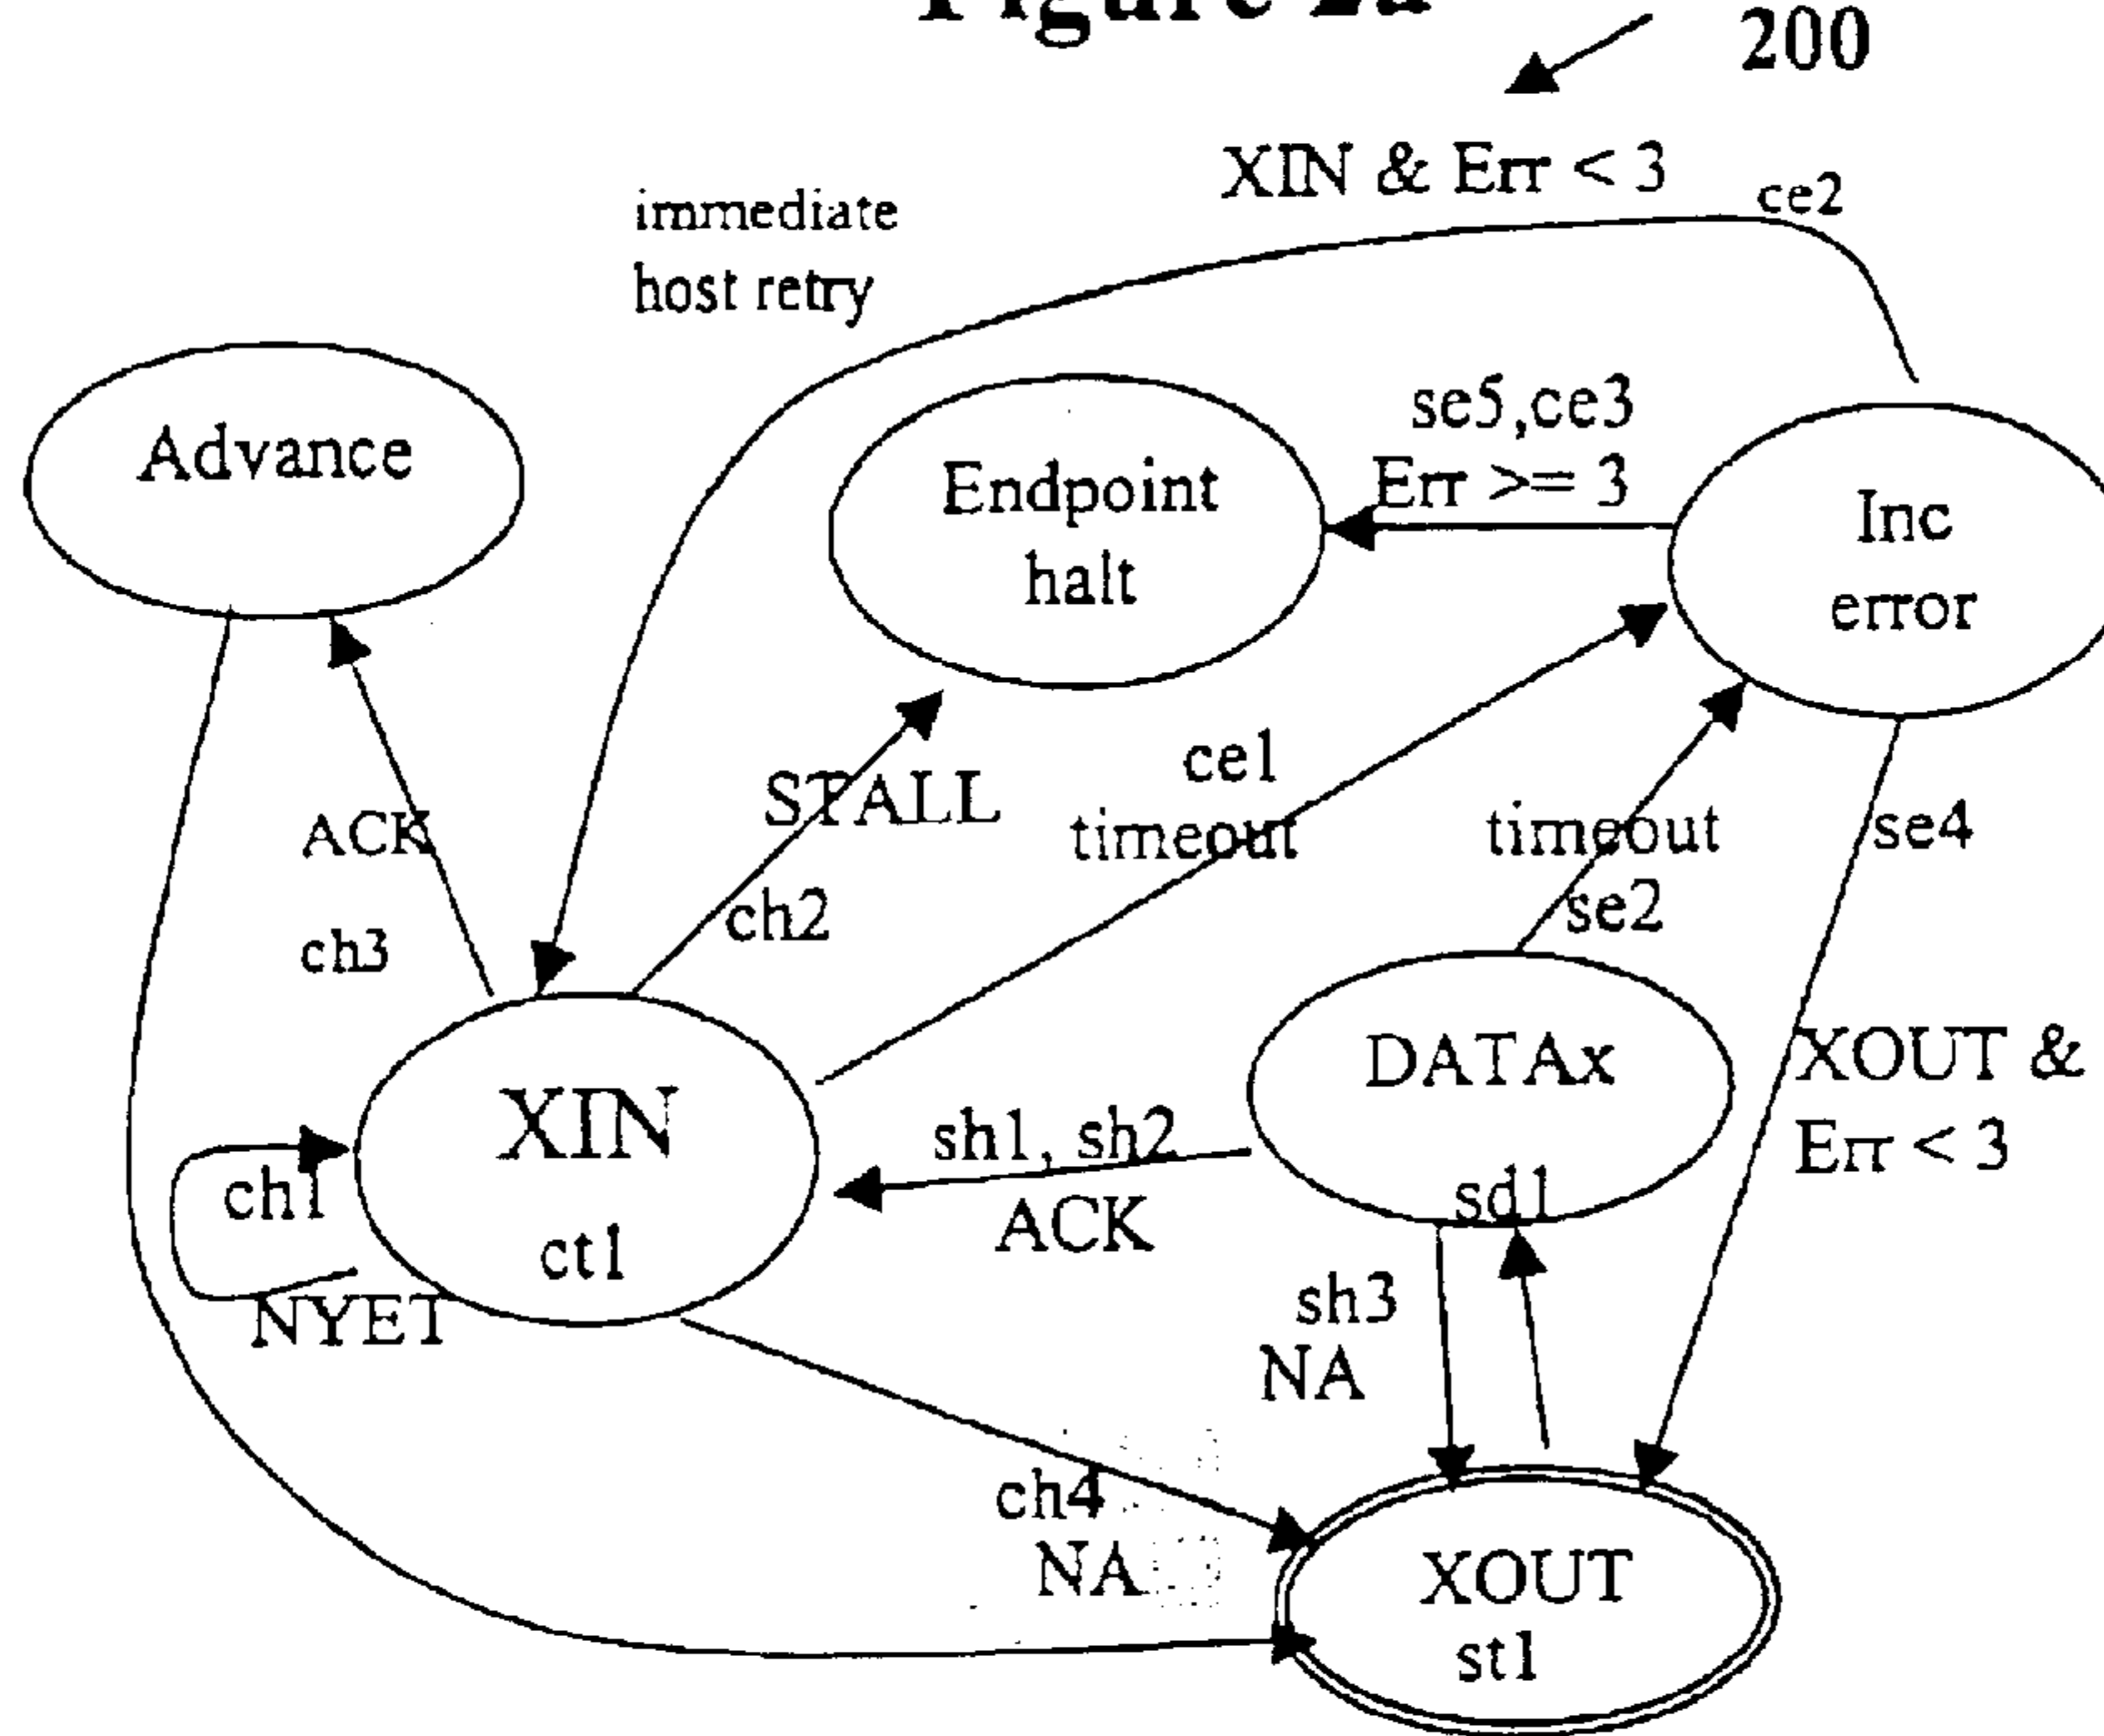 Figure 2a
200
XIN & Err < 3
ce2
immediate
host retry
Advance
Endpoint
halt
se5,ce3
Err >= 3
Inc
error
ACK
ch3
STALL
ch2
ce1
timeout
timeout
se2
se4
XOUT &
Err < 3
XIN
ct1
ch1
NYET
sh1, sh2
ACK
DATAx
sd1
sh3
NA
ch4
NA
XOUT
st1